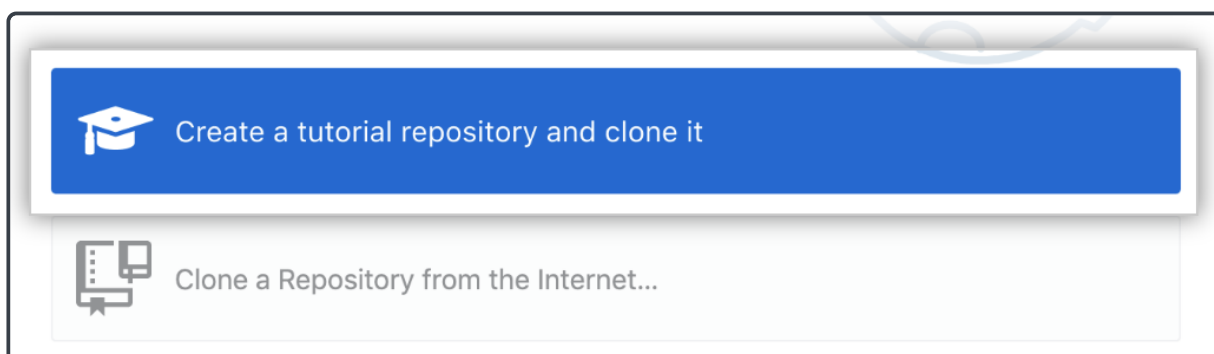 Create a tutorial repository and clone it
Clone a Repository from the Internet...